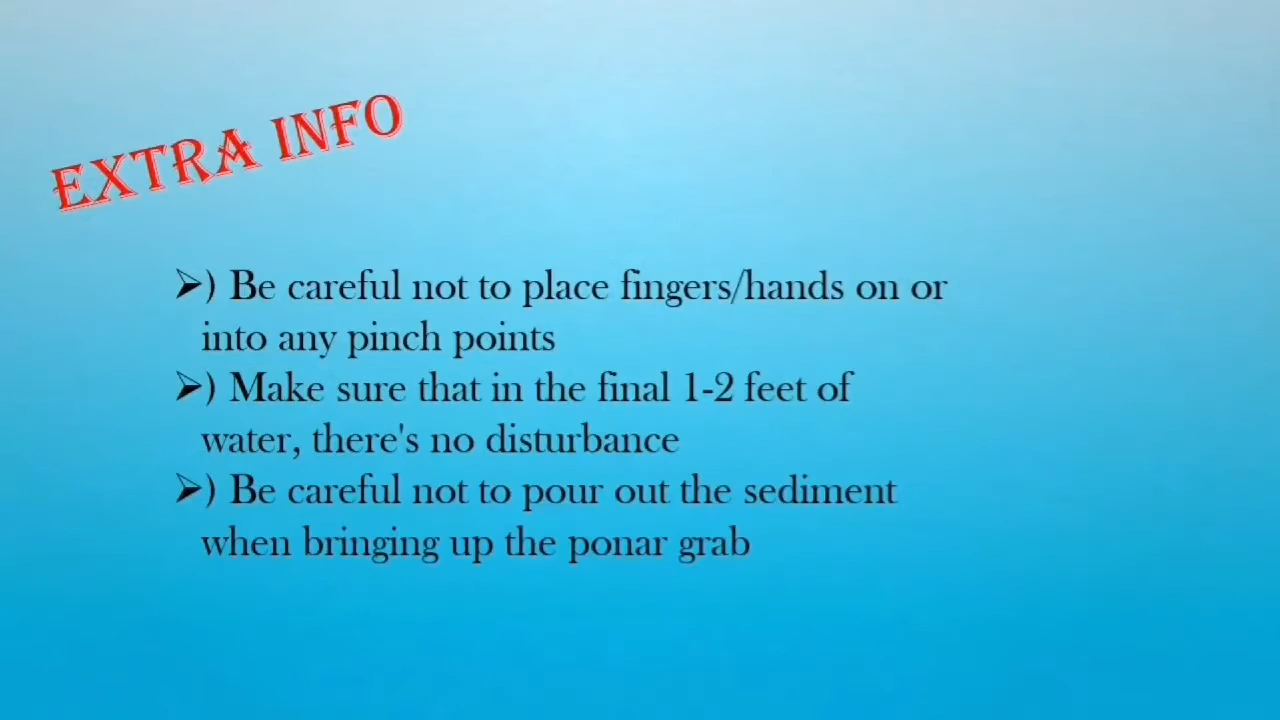 EXTRA INFO
➢) Be careful not to place fingers/hands on or
into any pinch points
➢) Make sure that in the final 1-2 feet of
water, there's no disturbance
➢) Be careful not to pour out the sediment
when bringing up the ponar grab